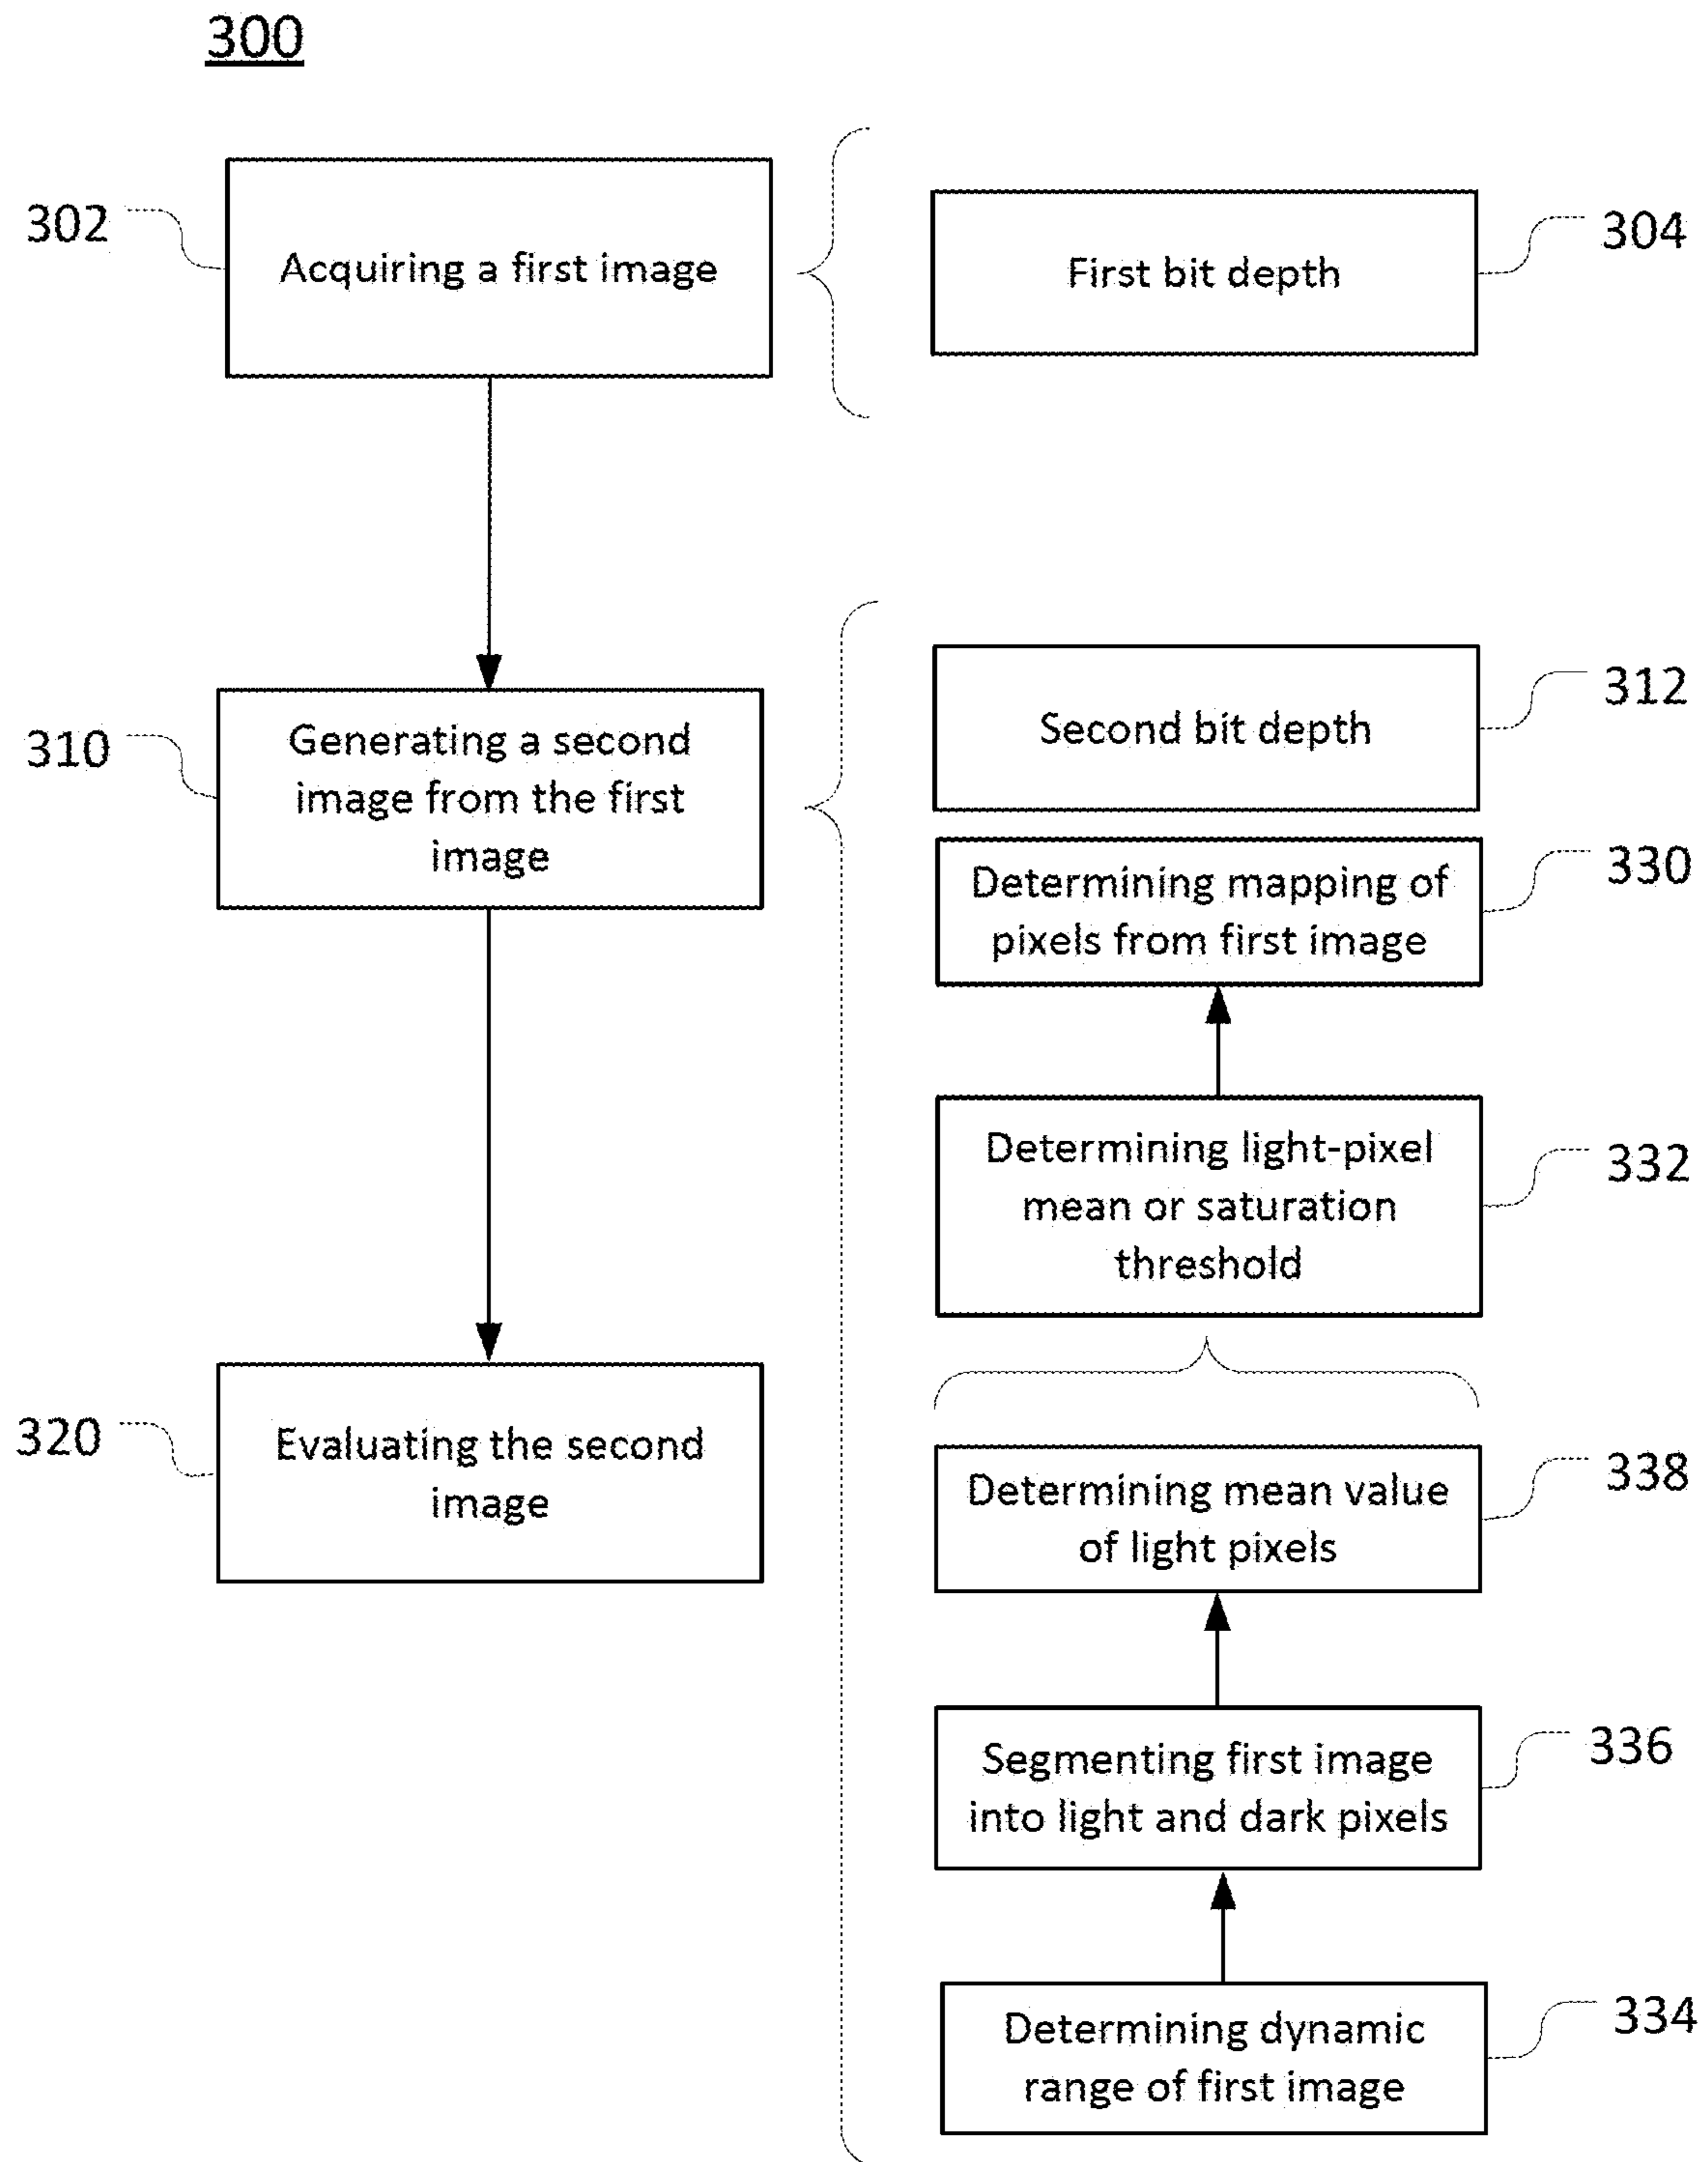 300
302
Acquiring a first image
First bit depth
304
310
Generating a second
image from the first
image
Second bit depth
312
Determining mapping of
pixels from first image
330
Determining light-pixel
mean or saturation
threshold
332
320
Evaluating the second
image
Determining mean value
of light pixels
338
Segmenting first image
into light and dark pixels
336
Determining dynamic
range of first image
334